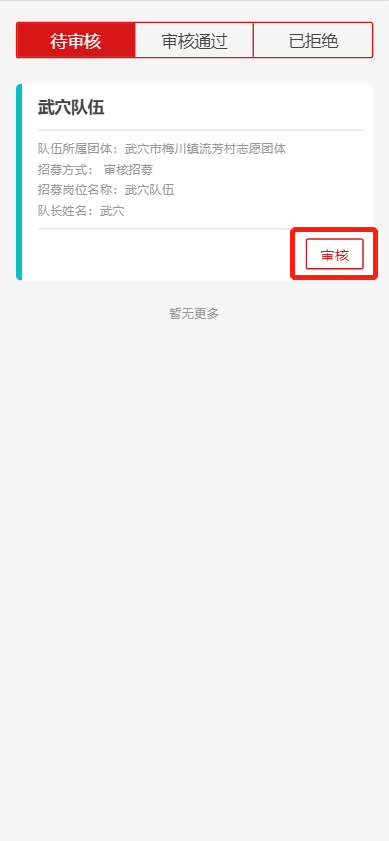 待审核 审核通过 已拒绝
武穴队伍
队伍所属团体: 武穴市梅川镇流芳村志愿团体
招募方式: 审核招募
招募岗位名称: 武穴队伍
队长姓名: 武穴
审核
暂无更多